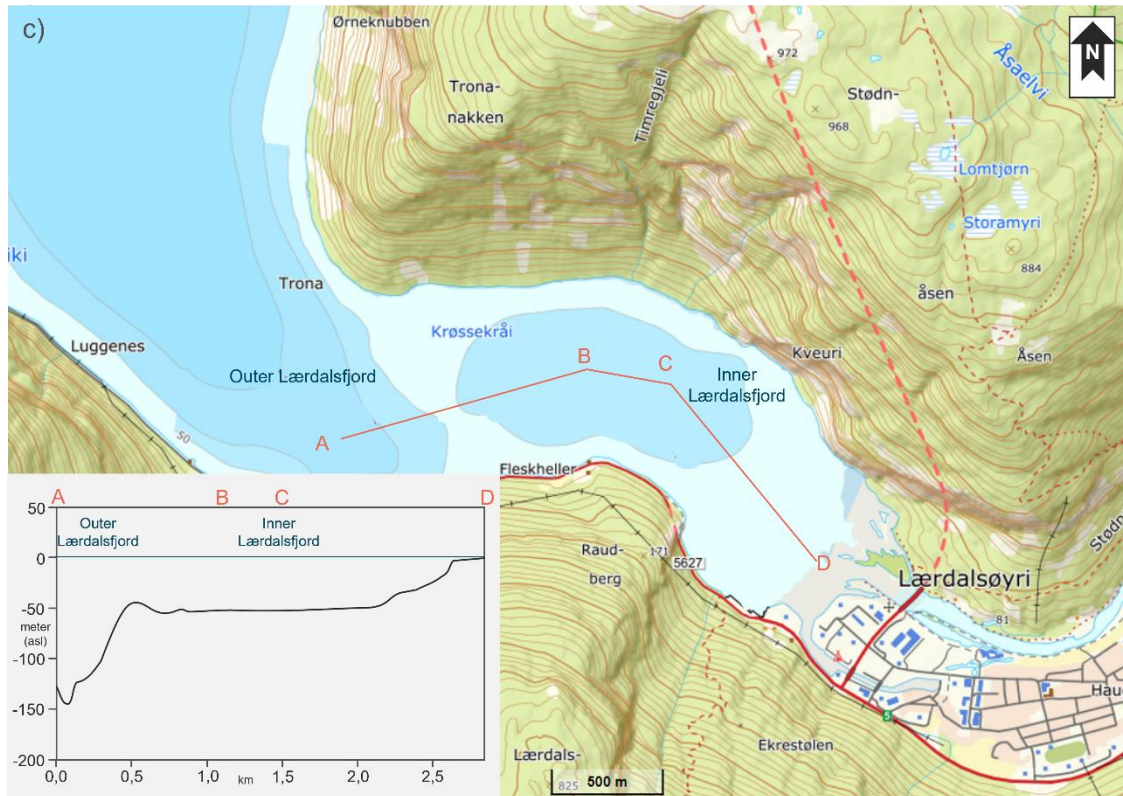 c)
Ørneknubben
N
972
Åsaelvi
Trona-
nakken
Timregjeli
Stødn-
968
Lomtjørn
Storamyri
884
iki
Trona
åsen
Krøssekråi
Luggenes
Kveuri
Åsen
B
C
Outer Lærdalsfjord
Inner
Lærdalsfjord
A
50
Fleskheller
Stødn
A
B
C
D
50
Outer
Lærdalsfjord
Inner
Lærdalsfjord
0
-50
meter
(asl)
-100
-150
-200
0,0
0,5
1,0
km
1,5
2,0
2,5
Raud-
berg
171
5627
D
Lærdalsøyri
81
Hau
5
Ekrestølen
Lærdals-
825
500 m